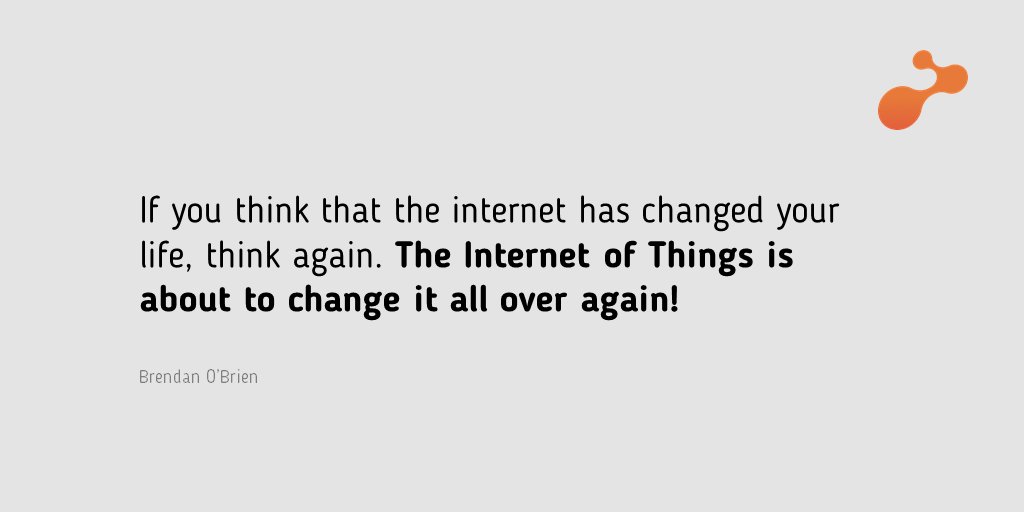 If you think that the internet has changed your
life, think again. The Internet of Things is
about to change it all over again!
Brendan O'Brien